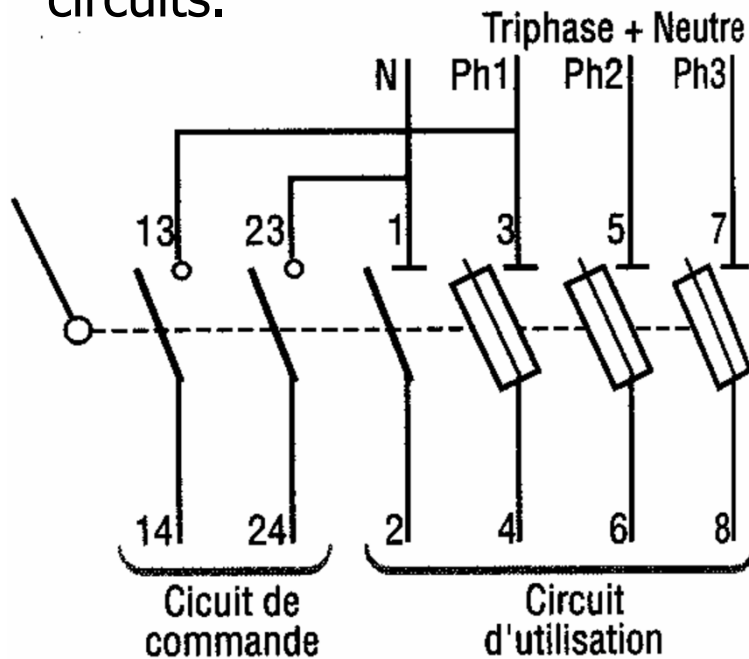 circuits.
Triphase + Neutre
N Ph1 Ph2 Ph3
13 23 1 3 5 7
14 24 2 4 6 8
Cicuit de
commande
Circuit
d'utilisation